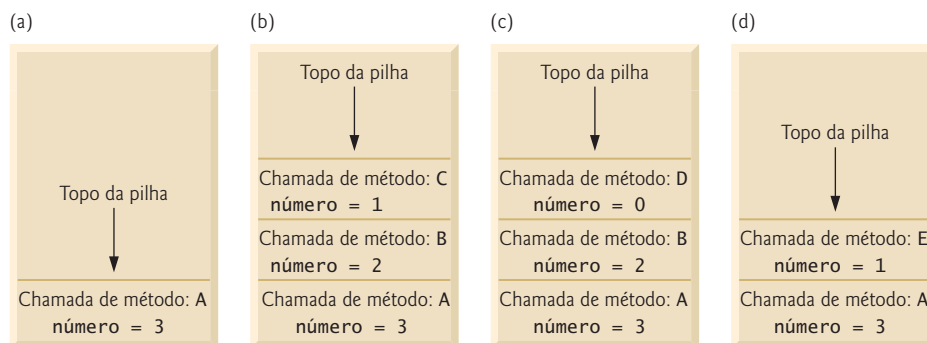 (a)
Topo da pilha
Chamada de método: A
número = 3
(b)
Topo da pilha
Chamada de método: C
número = 1
Chamada de método: B
número = 2
Chamada de método: A
número = 3
(c)
Topo da pilha
Chamada de método: D
número = 0
Chamada de método: B
número = 2
Chamada de método: A
número = 3
(d)
Topo da pilha
Chamada de método: E
número = 1
Chamada de método: A
número = 3